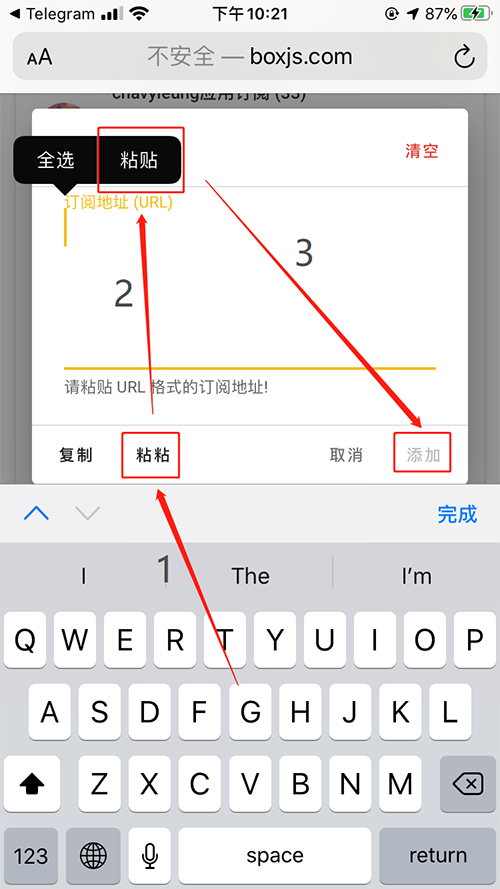 Telegram 下午 10:21 87%
AA 不安全 — boxjs.com
chavyleung应用订阅 (33)
全选 粘贴 清空
订阅地址 (URL)
3
2
请粘贴 URL 格式的订阅地址!
复制 粘粘 取消 添加
完成
1
I The I'm
Q W E R T Y U I O P
A S D F G H J K L
Z X C V B N M
123 space return